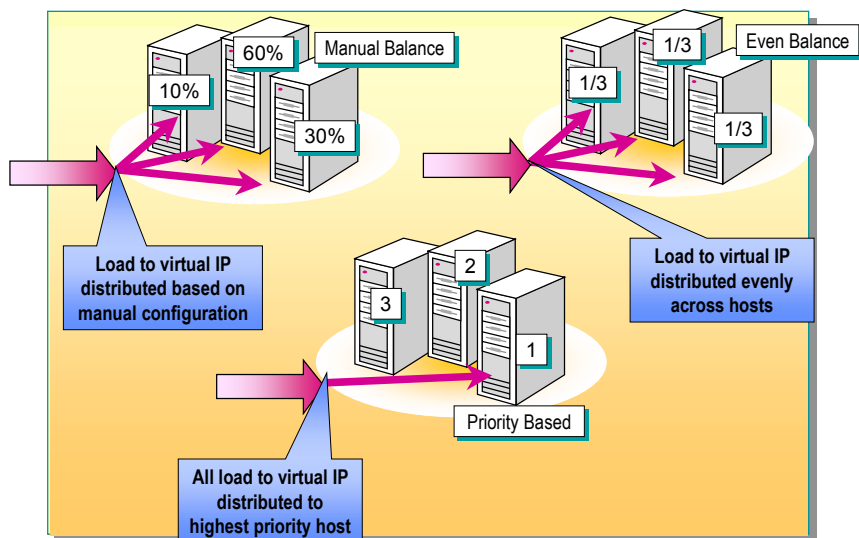 60%
Manual Balance
10%
30%
1/3
Even Balance
1/3
1/3
Load to virtual IP
distributed based on
manual configuration
Load to virtual IP
distributed evenly
across hosts
2
3
1
Priority Based
All load to virtual IP
distributed to
highest priority host